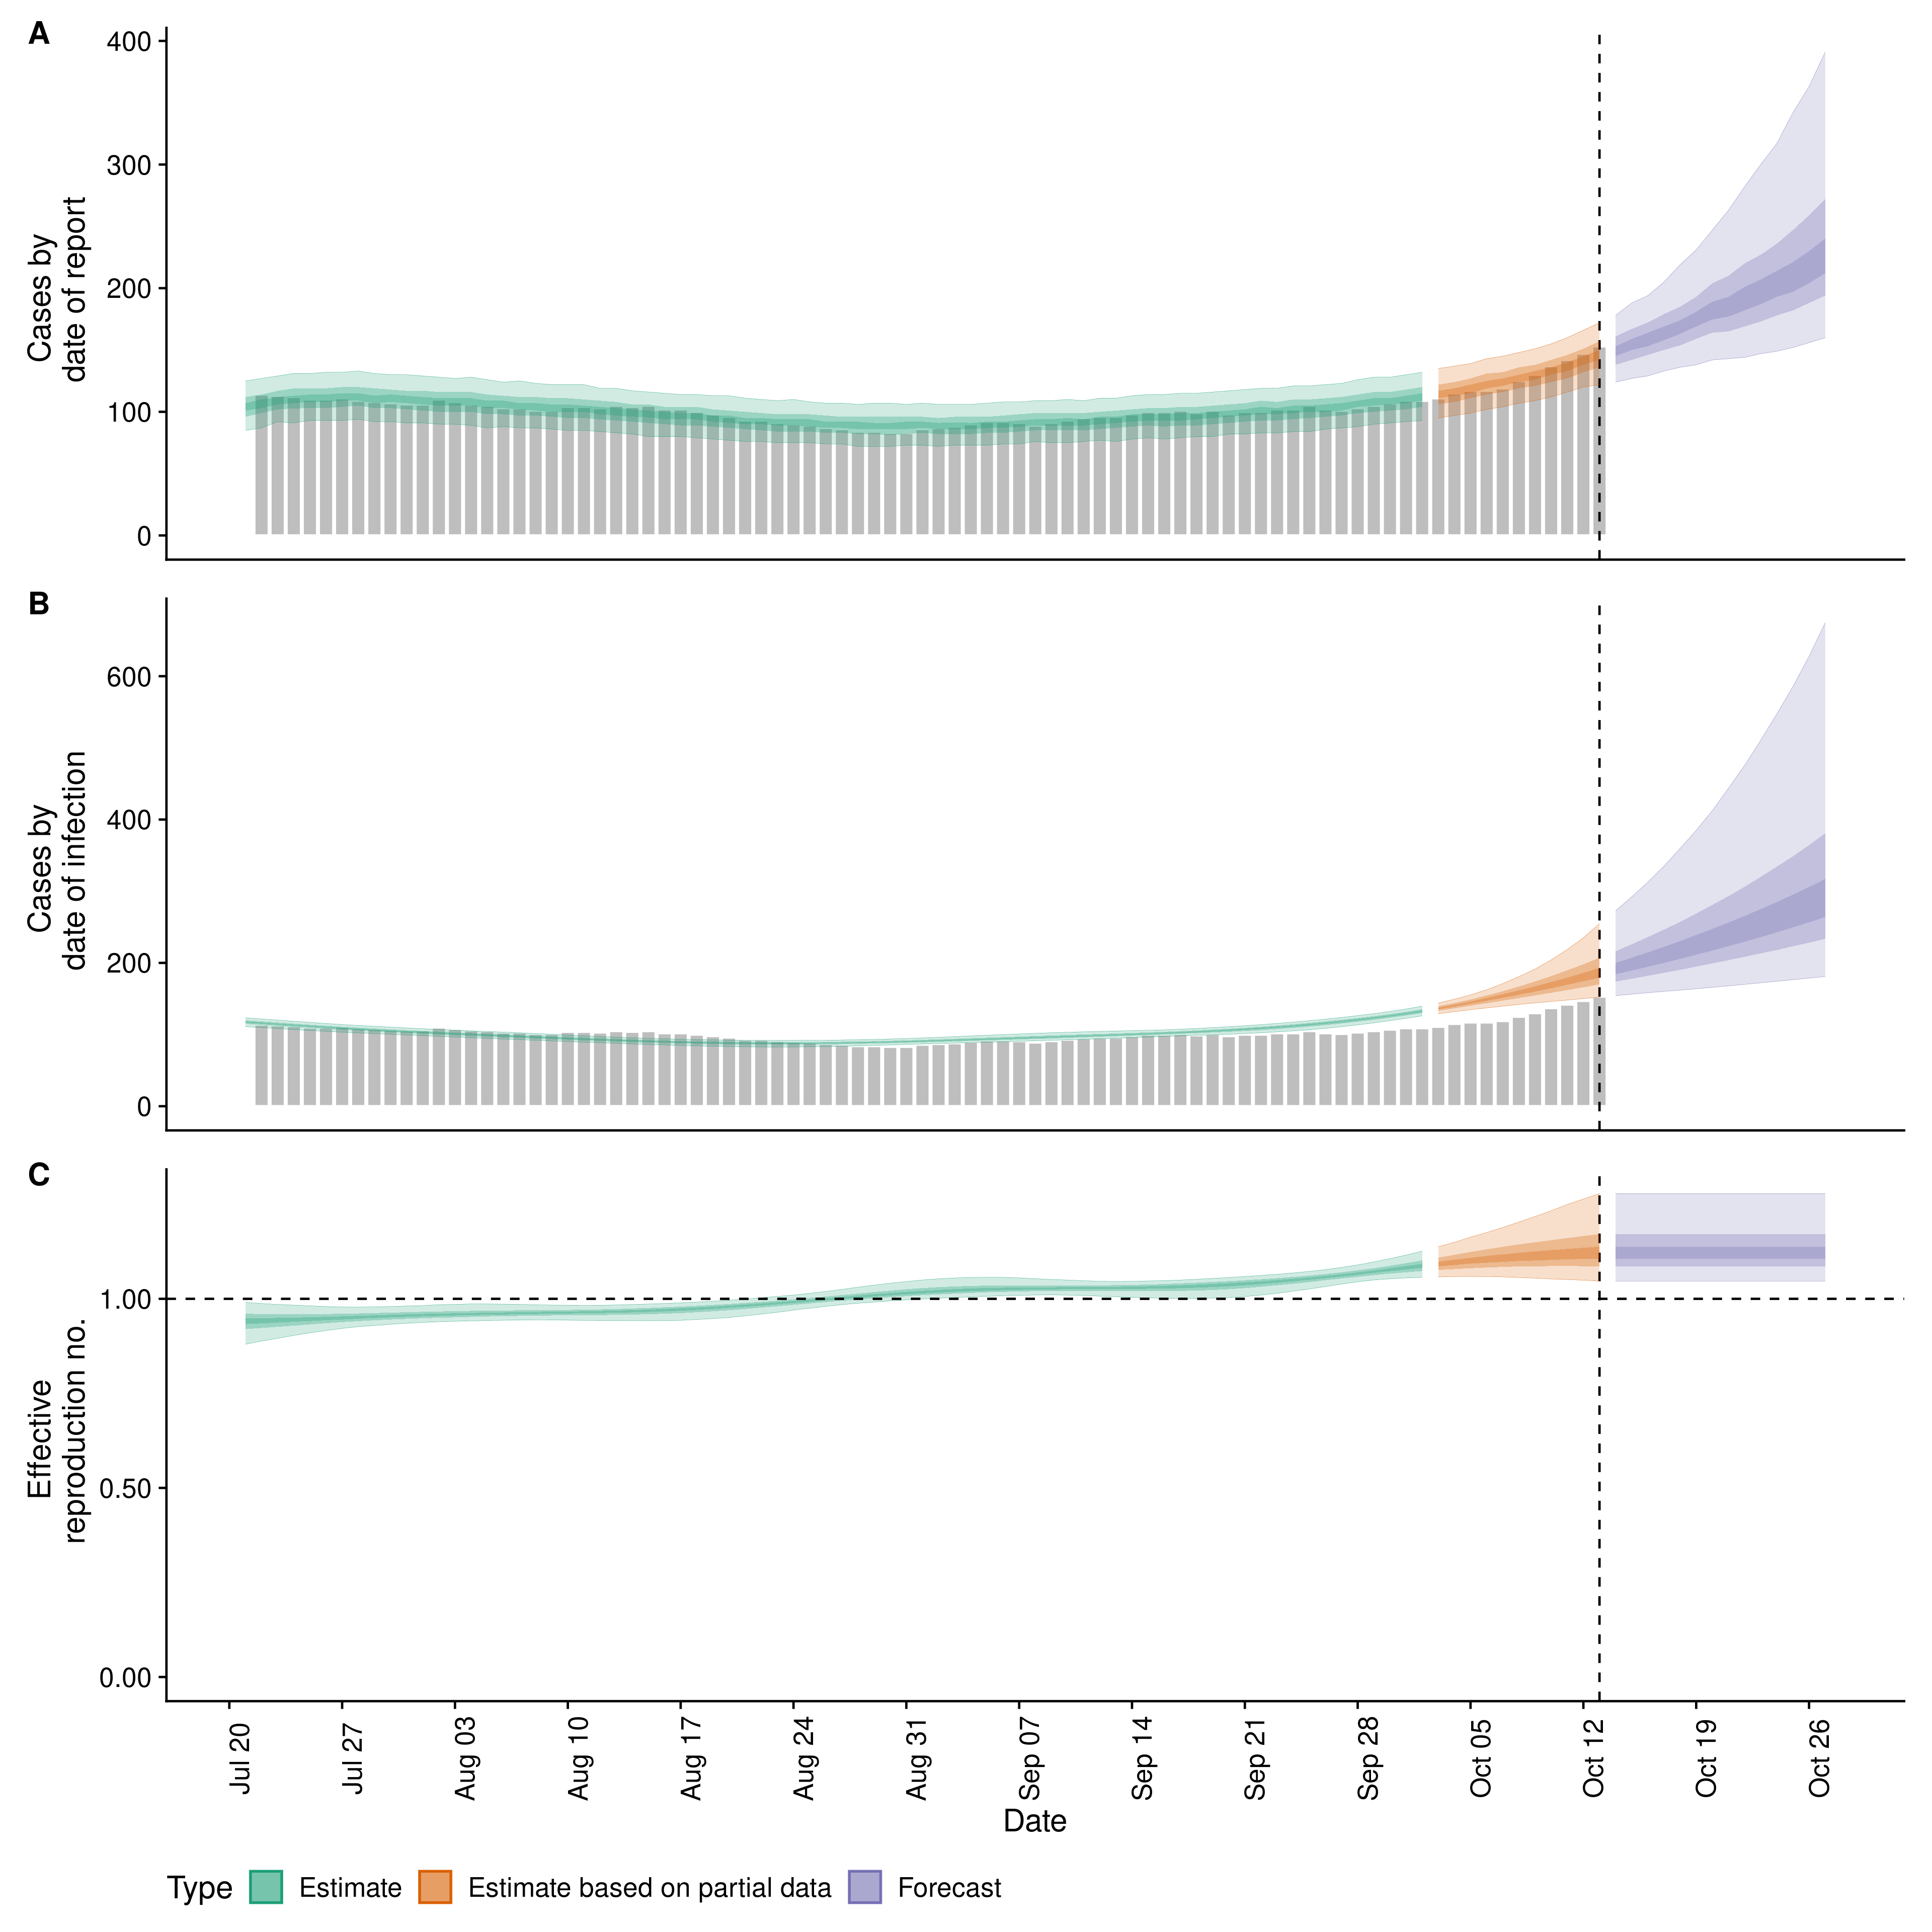 A
400
300
200
100
0
Cases by
date of report
B
600
400
200
0
Cases by
date of infection
C
1.00
0.50
0.00
Effective
reproduction no.
Jul 20
Jul 27
Aug 03
Aug 10
Aug 17
Aug 24
Aug 31
Sep 07
Sep 14
Sep 21
Sep 28
Oct 05
Oct 12
Oct 19
Oct 26
Date
Type Estimate Estimate based on partial data Forecast